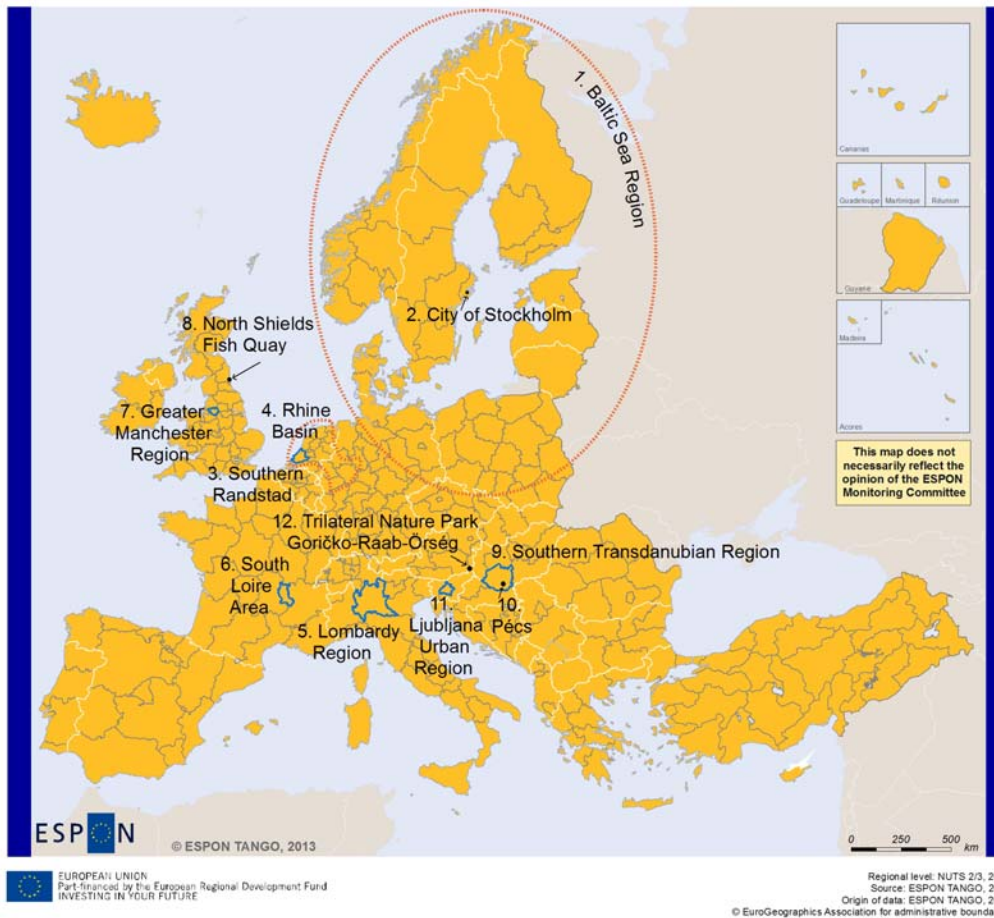 1. Baltic Sea Region
Canarias
Guadeloupe
Martinique
Réunion
Guyane
Madeira
Acores
2. City of Stockholm
8. North Shields
Fish Quay
7. Greater
Manchester
Region
4. Rhine
Basin
3. Southern
Randstad
This map does not
necessarily reflect the
opinion of the ESPON
Monitoring Committee
12. Trilateral Nature Park
Goričko-Raab-Örség
9. Southern Transdanubian Region
6. South
Loire
Area
5. Lombardy
Region
11.
Ljubljana
Urban
Region
10.
Pécs
ESPON
© ESPON TANGO, 2013
0 250 500
km
EUROPEAN UNION
Part-financed by the European Regional Development Fund
INVESTING IN YOUR FUTURE
Regional level: NUTS 2/3, 2
Source: ESPON TANGO, 2
Origin of data: ESPON TANGO, 2
© EuroGeographics Association for administrative bounda